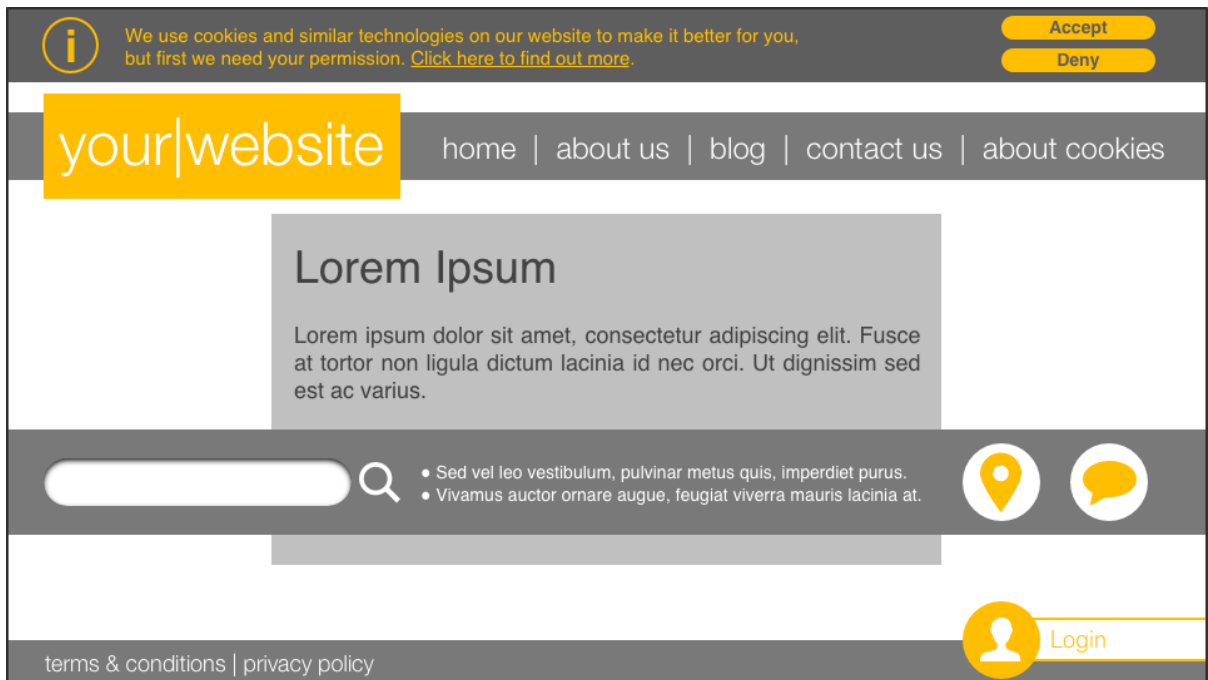 i
We use cookies and similar technologies on our website to make it better for you,
but first we need your permission. Click here to find out more.
Accept
Deny
your|website
home | about us | blog | contact us | about cookies
Lorem Ipsum
Lorem ipsum dolor sit amet, consectetur adipiscing elit. Fusce
at tortor non ligula dictum lacinia id nec orci. Ut dignissim sed
est ac varius.
• Sed vel leo vestibulum, pulvinar metus quis, imperdiet purus.
• Vivamus auctor ornare augue, feugiat viverra mauris lacinia at.
Login
terms & conditions | privacy policy